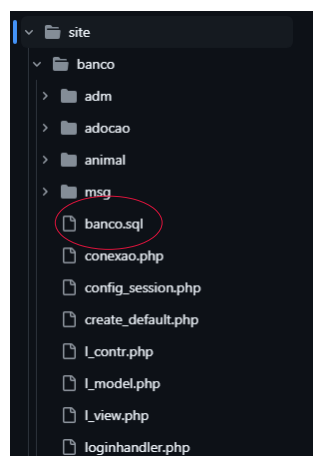 site
banco
adm
adocao
animal
msg
banco.sql
conexao.php
config_session.php
create_default.php
l_contr.php
l_model.php
l_view.php
loginhandler.php